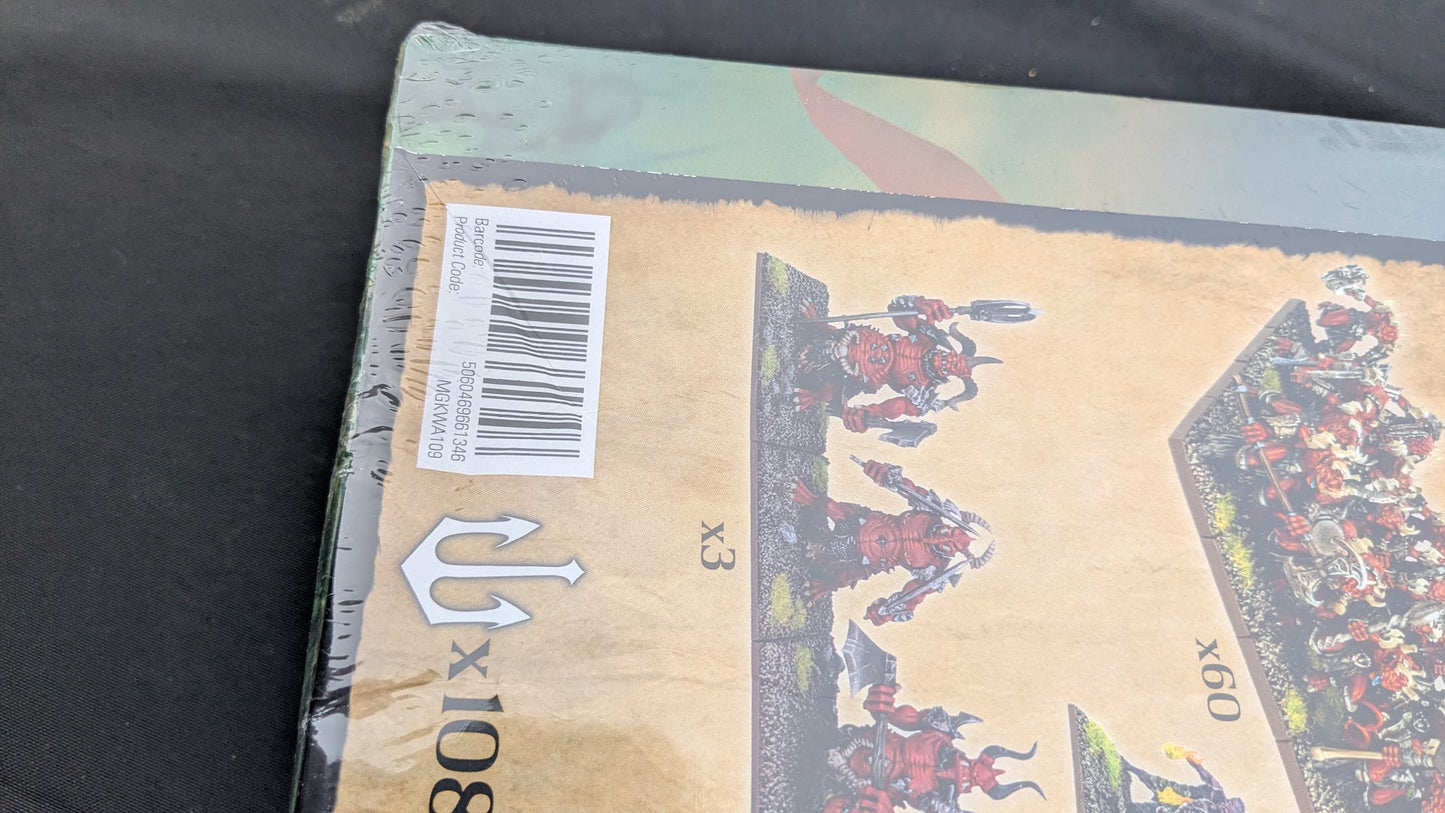 Barcode: 5060469661346
Product Code: MGKWA109
x108
x3
x60